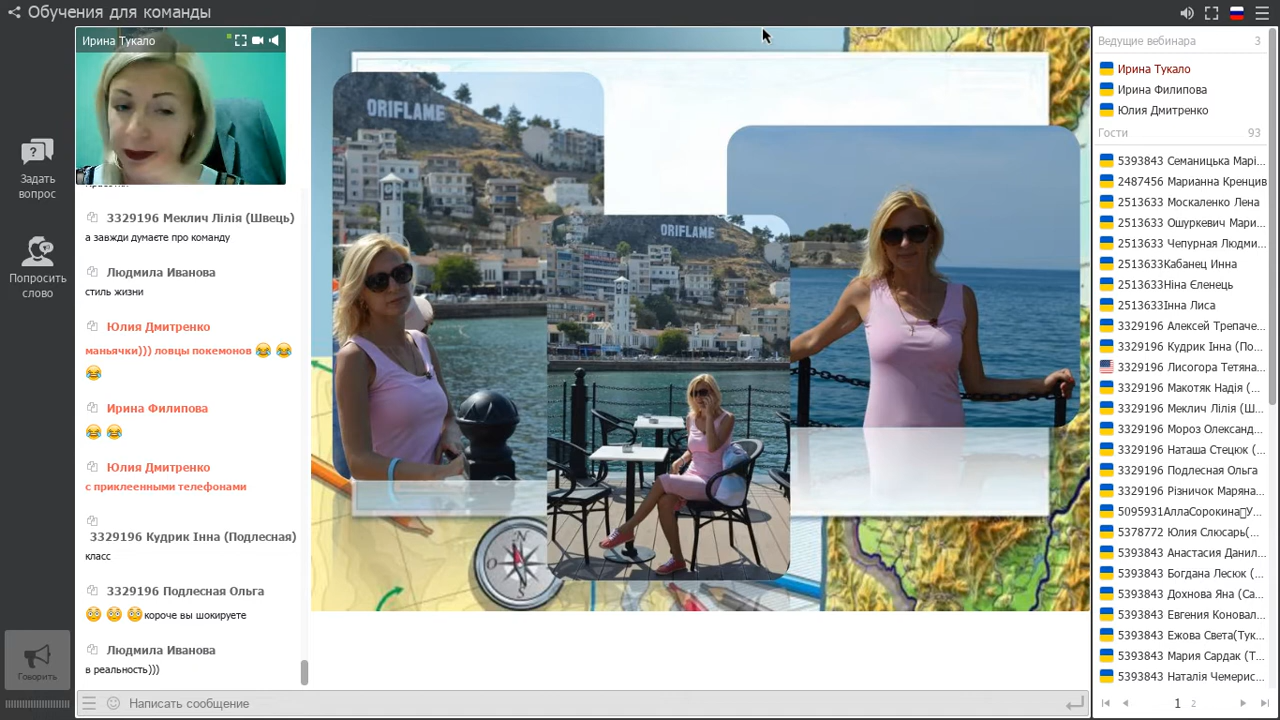 Обучения для команды
Ирина Тукало
Задать
вопрос
Попросить
слово
Говорить
3329196 Меклич Лілія (Швець)
а завжди думаєте про команду
Людмила Иванова
стиль жизни
Юлия Дмитренко
маньячки))) ловцы покемонов
Ирина Филипова
Юлия Дмитренко
с приклеенными телефонами
3329196 Кудрик Інна (Подлесная)
класс
3329196 Подлесная Ольга
короче вы шокируете
Людмила Иванова
в реальность)))
Написать сообщение
ORIFLAME
ORIFLAME
N
O
Ведущие вебинара 3
Ирина Тукало
Ирина Филипова
Юлия Дмитренко
Гости 93
5393843 Семаницька Марі...
2487456 Марианна Кренцив
2513633 Москаленко Лена
2513633 Ошуркевич Мари...
2513633 Чепурная Людми...
2513633Кабанец Инна
2513633Ніна Єленець
2513633Інна Лиса
3329196 Алексей Трепаче...
3329196 Кудрик Інна (По...
3329196 Лисогора Тетяна...
3329196 Макотяк Надія (...
3329196 Меклич Лілія (Ш...
3329196 Мороз Олександ...
3329196 Наташа Стецюк (...
3329196 Подлесная Ольга
3329196 Різничок Маряна...
5095931АллаСорокина У...
5378772 Юлия Слюсарь(...
5393843 Анастасия Данил...
5393843 Богдана Лесюк (...
5393843 Дохнова Яна (Са...
5393843 Евгения Коновал...
5393843 Ежова Света(Тук...
5393843 Мария Сардак (Т...
5393843 Наталія Чемерис...
1 2